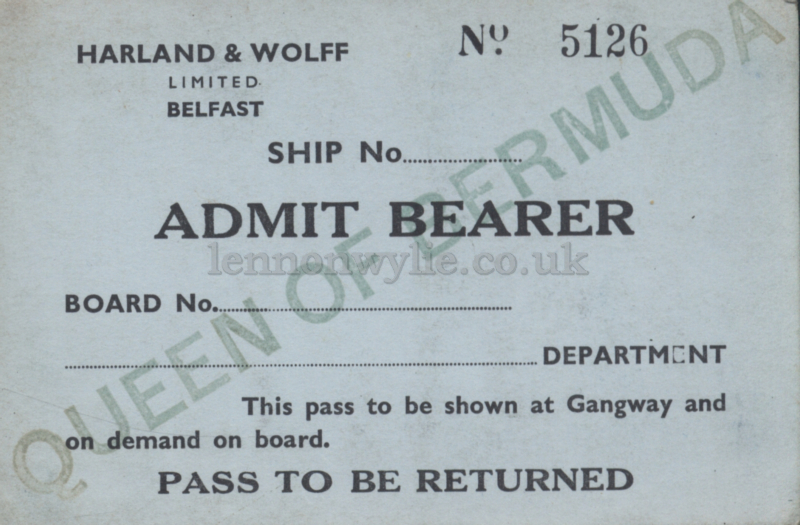 HARLAND & WOLFF
LIMITED
BELFAST
Nº 5126
SHIP No.........................
ADMIT BEARER
lennonwylie.co.uk
BOARD No...............................................................
....................................................................................................DEPARTMENT
This pass to be shown at Gangway and
on demand on board.
PASS TO BE RETURNED
QUEEN OF BERMUDA